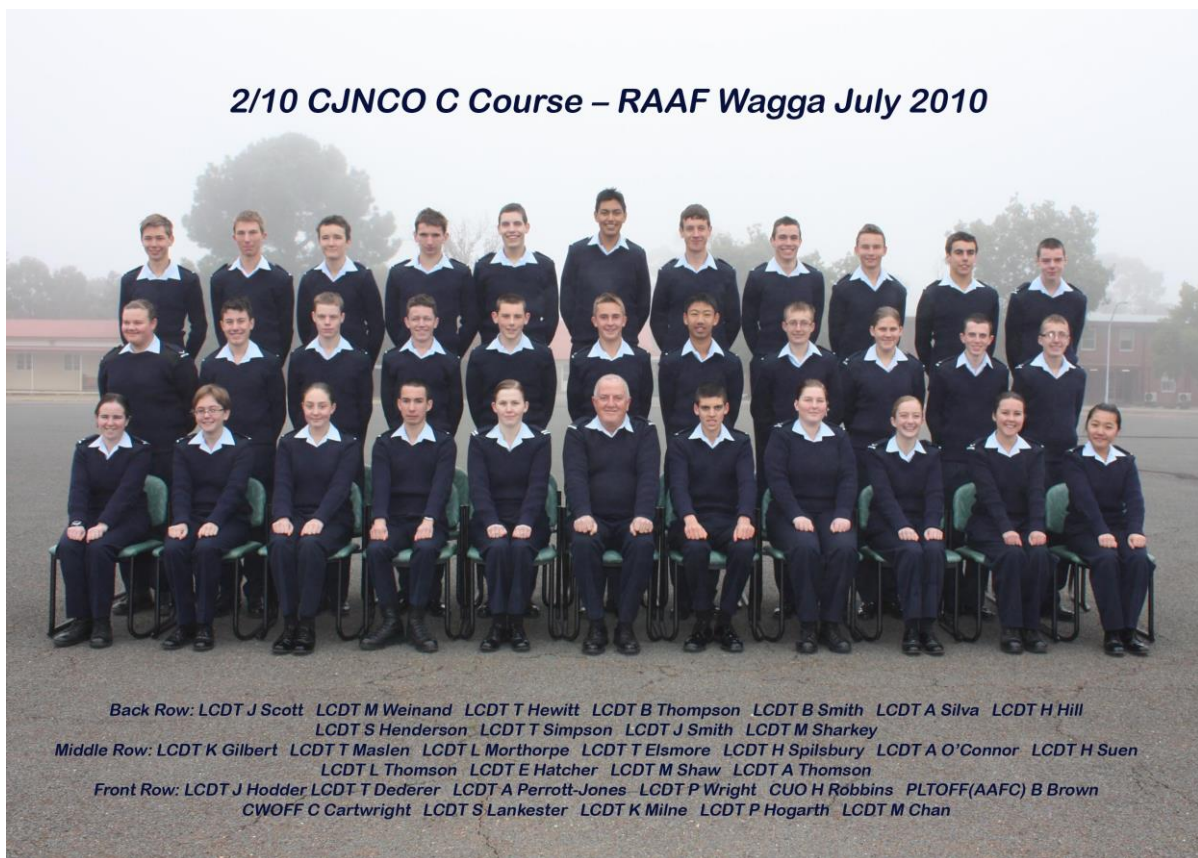 2/10 CJNCO C Course – RAAF Wagga July 2010
Back Row: LCDT J Scott LCDT M Weinand LCDT T Hewitt LCDT B Thompson LCDT B Smith LCDT A Silva LCDT H Hill
LCDT S Henderson LCDT T Simpson LCDT J Smith LCDT M Sharkey
Middle Row: LCDT K Gilbert LCDT T Maslen LCDT L Morthorpe LCDT T Elsmore LCDT H Spilsbury LCDT A O'Connor LCDT H Suen
LCDT L Thomson LCDT E Hatcher LCDT M Shaw LCDT A Thomson
Front Row: LCDT J Hodder LCDT T Dederer LCDT A Perrott-Jones LCDT P Wright CUO H Robbins PLTOFF(AAFC) B Brown
CWOFF C Cartwright LCDT S Lankester LCDT K Milne LCDT P Hogarth LCDT M Chan